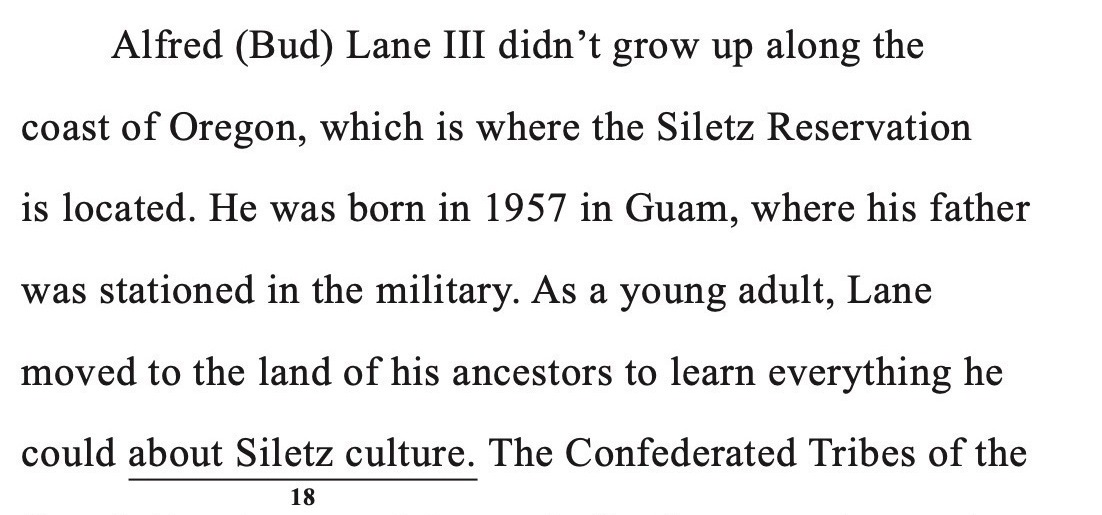 Alfred (Bud) Lane III didn’t grow up along the
coast of Oregon, which is where the Siletz Reservation
is located. He was born in 1957 in Guam, where his father
was stationed in the military. As a young adult, Lane
moved to the land of his ancestors to learn everything he
could about Siletz culture. The Confederated Tribes of the
18